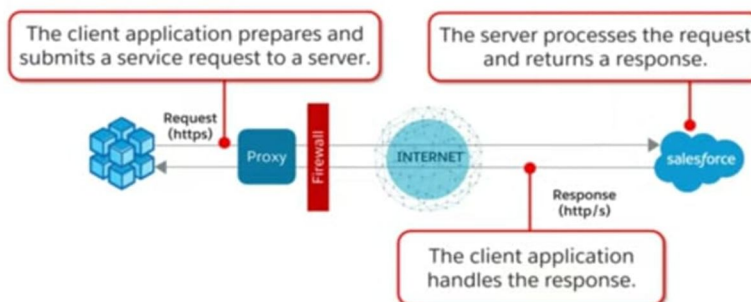 The client application prepares and
submits a service request to a server.
The server processes the request
and returns a response.
Request
(https)
Proxy
Firewall
INTERNET
salesforce
Response
(http/s)
The client application
handles the response.